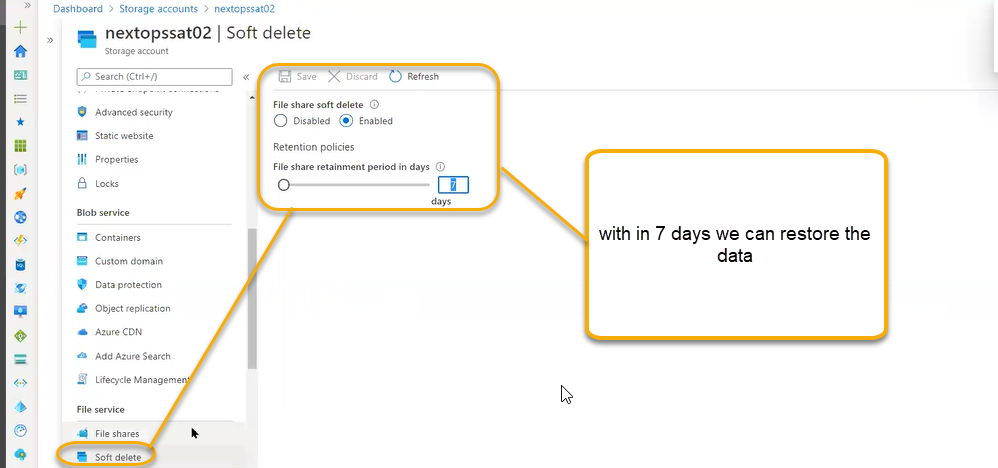 Dashboard > Storage accounts > nextopssat02
nextopssat02 | Soft delete
Storage account
Search (Ctrl+/)
Save Discard Refresh
Private endpoint connections
Advanced security
Static website
Properties
Locks
Blob service
Containers
Custom domain
Data protection
Object replication
Azure CDN
Add Azure Search
Lifecycle Management
File service
File shares
Soft delete
File share soft delete
Disabled Enabled
Retention policies
File share retainment period in days
7
days
with in 7 days we can restore the
data